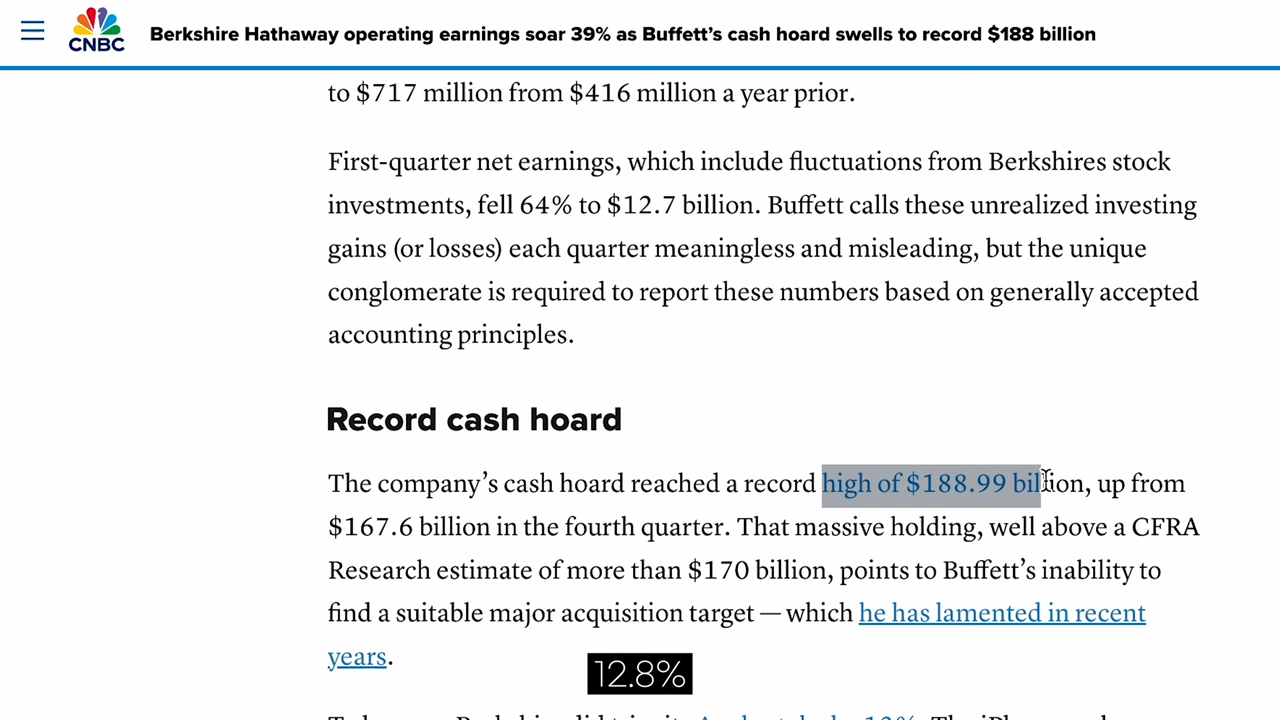 CNBC
Berkshire Hathaway operating earnings soar 39% as Buffett’s cash hoard swells to record $188 billion
to $717 million from $416 million a year prior.
First-quarter net earnings, which include fluctuations from Berkshires stock
investments, fell 64% to $12.7 billion. Buffett calls these unrealized investing
gains (or losses) each quarter meaningless and misleading, but the unique
conglomerate is required to report these numbers based on generally accepted
accounting principles.
Record cash hoard
The company’s cash hoard reached a record high of $188.99 billion, up from
$167.6 billion in the fourth quarter. That massive holding, well above a CFRA
Research estimate of more than $170 billion, points to Buffett’s inability to
find a suitable major acquisition target — which he has lamented in recent
years.
12.8%